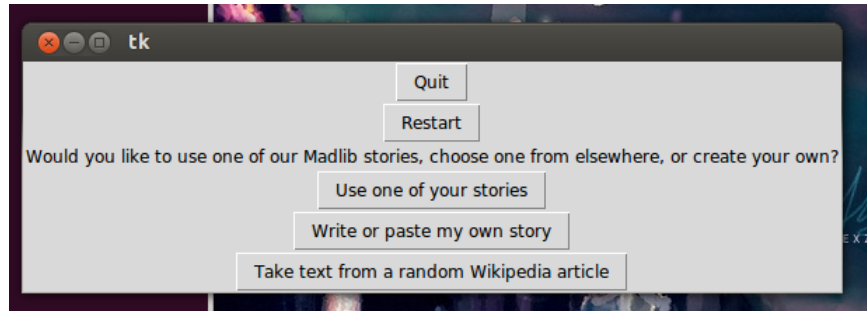 tk
Quit
Restart
Would you like to use one of our Madlib stories, choose one from elsewhere, or create your own?
Use one of your stories
Write or paste my own story
Take text from a random Wikipedia article